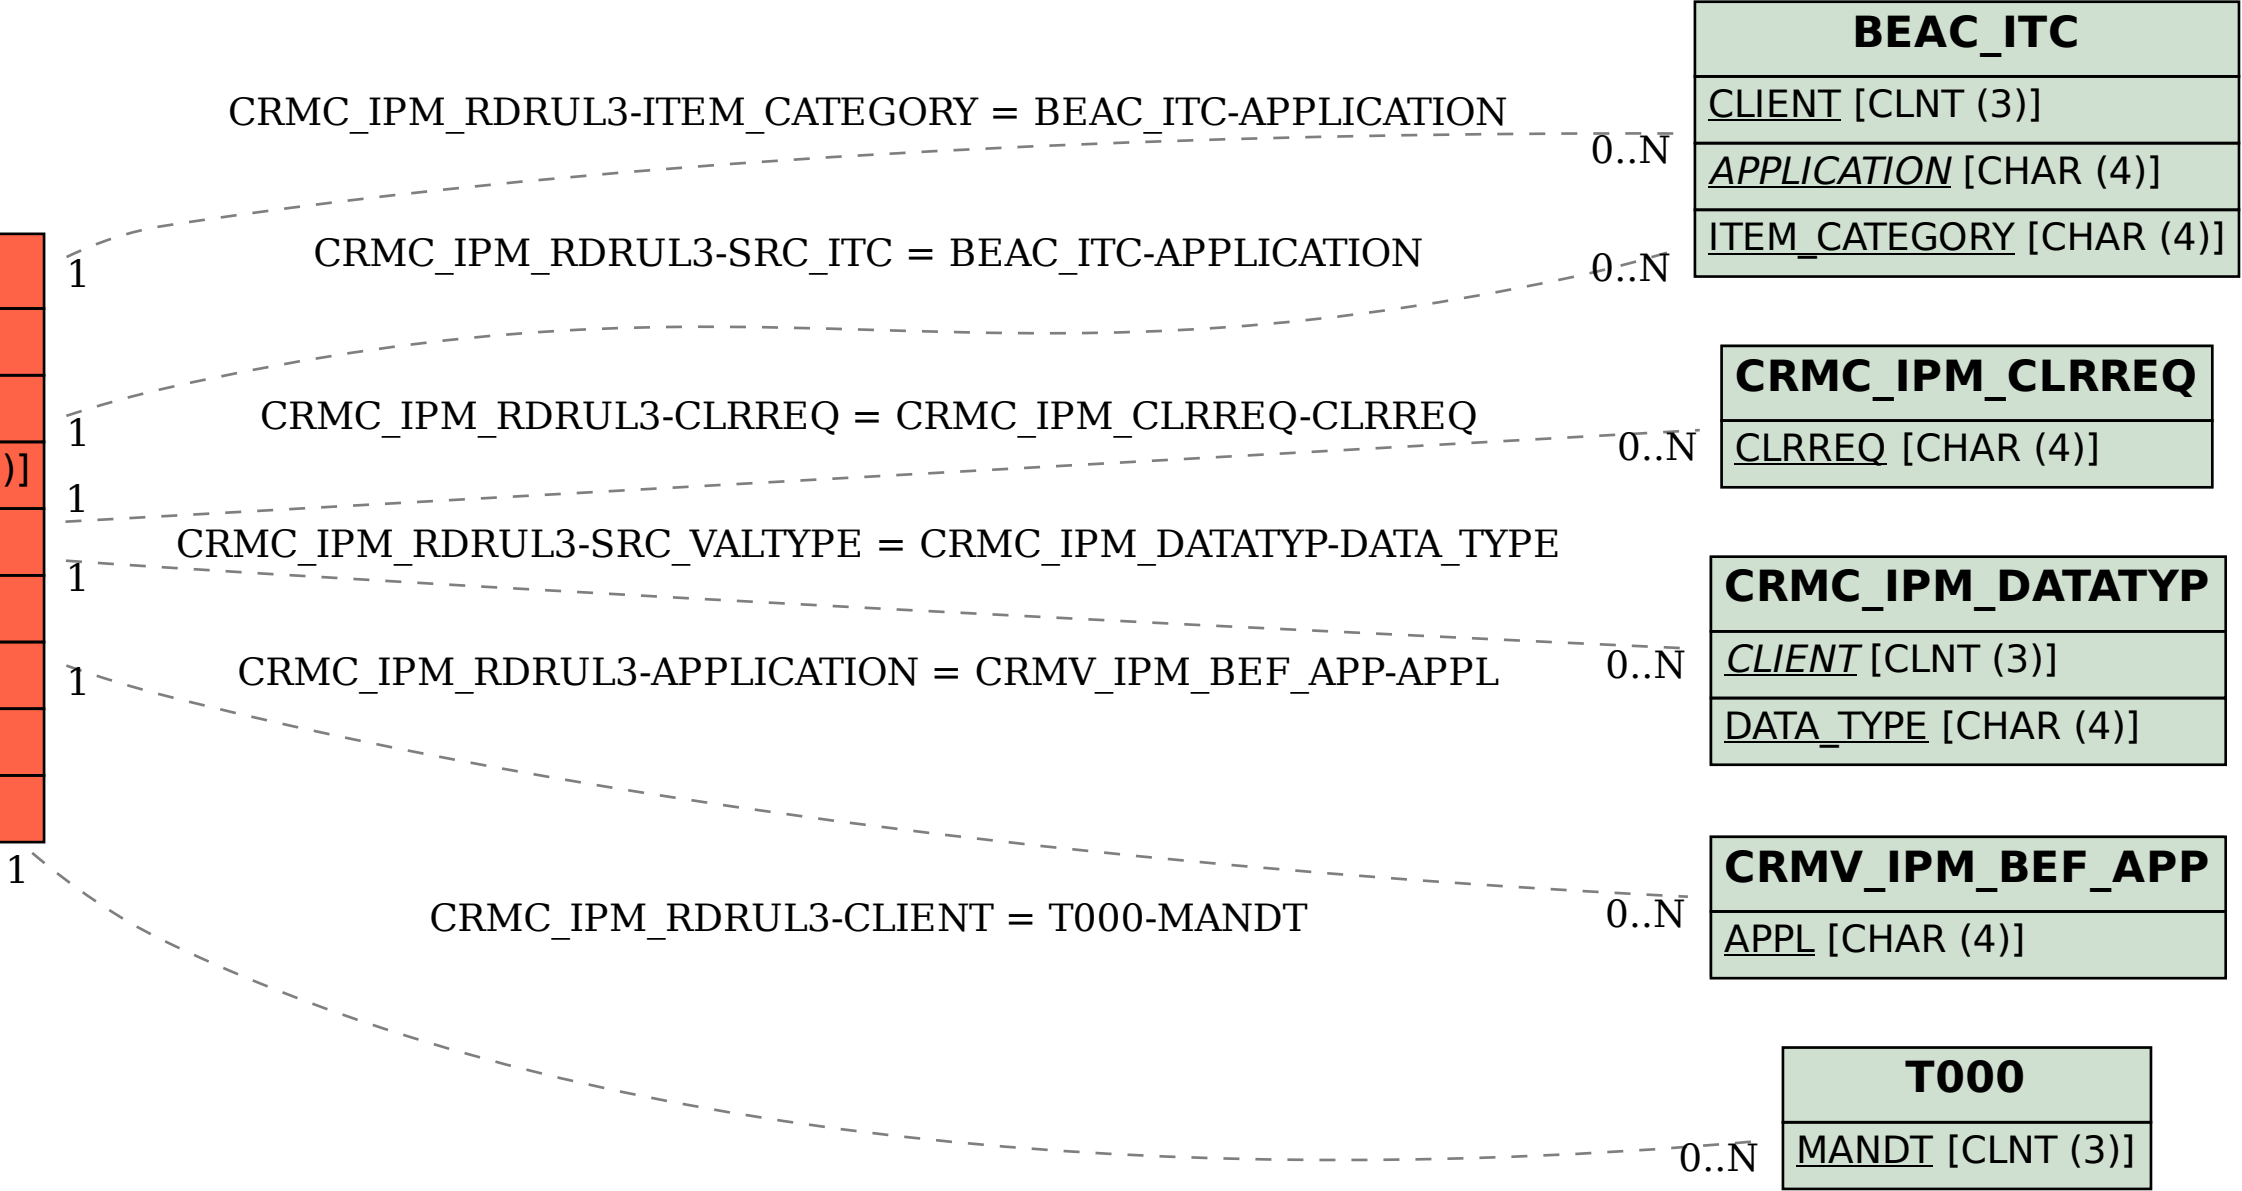 BEAC_ITC
CLIENT [CLNT (3)]
APPLICATION [CHAR (4)]
ITEM_CATEGORY [CHAR (4)]
CRMC_IPM_RDRUL3-ITEM_CATEGORY = BEAC_ITC-APPLICATION
0..N
1
CRMC_IPM_RDRUL3-SRC_ITC = BEAC_ITC-APPLICATION
0..N
1
CRMC_IPM_CLRREQ
CLRREQ [CHAR (4)]
CRMC_IPM_RDRUL3-CLRREQ = CRMC_IPM_CLRREQ-CLRREQ
0..N
)]
1
CRMC_IPM_RDRUL3-SRC_VALTYPE = CRMC_IPM_DATATYP-DATA_TYPE
1
0..N
CRMC_IPM_DATATYP
CLIENT [CLNT (3)]
DATA_TYPE [CHAR (4)]
CRMC_IPM_RDRUL3-APPLICATION = CRMV_IPM_BEF_APP-APPL
1
0..N
CRMV_IPM_BEF_APP
APPL [CHAR (4)]
1
CRMC_IPM_RDRUL3-CLIENT = T000-MANDT
0..N
T000
MANDT [CLNT (3)]